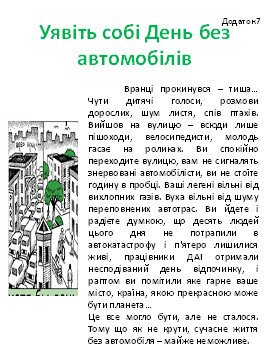 Додаток7
Уявіть собі День без
автомобілів
Вранці прокинувся – тиша...
Чути дитячі голоси, розмови
дорослих, шум листя, спів птахів.
Вийшов на вулицю – всюди лише
пішоходи, велосипедисти, молодь
гасає на роликах. Ви спокійно
переходите вулицю, вам не сигналять
знервовані автомобілісти, ви не стоїте
годину в пробці. Ваші легені вільні від
вихлопних газів. Вуха вільні від шуму
переповнених автотрас. Ви йдете і
радієте думкою, що десять людей
цього дня не потрапили в
автокатастрофу і п'ятеро лишилися
живі, працівники ДАІ отримали
несподіваний день відпочинку, і
раптом ви помітили яке гарне ваше
місто, країна, якою прекрасною може
бути планета...
Це все могло бути, але не сталося.
Тому що як не крути, сучасне життя
без автомобіля – майже неможливе.